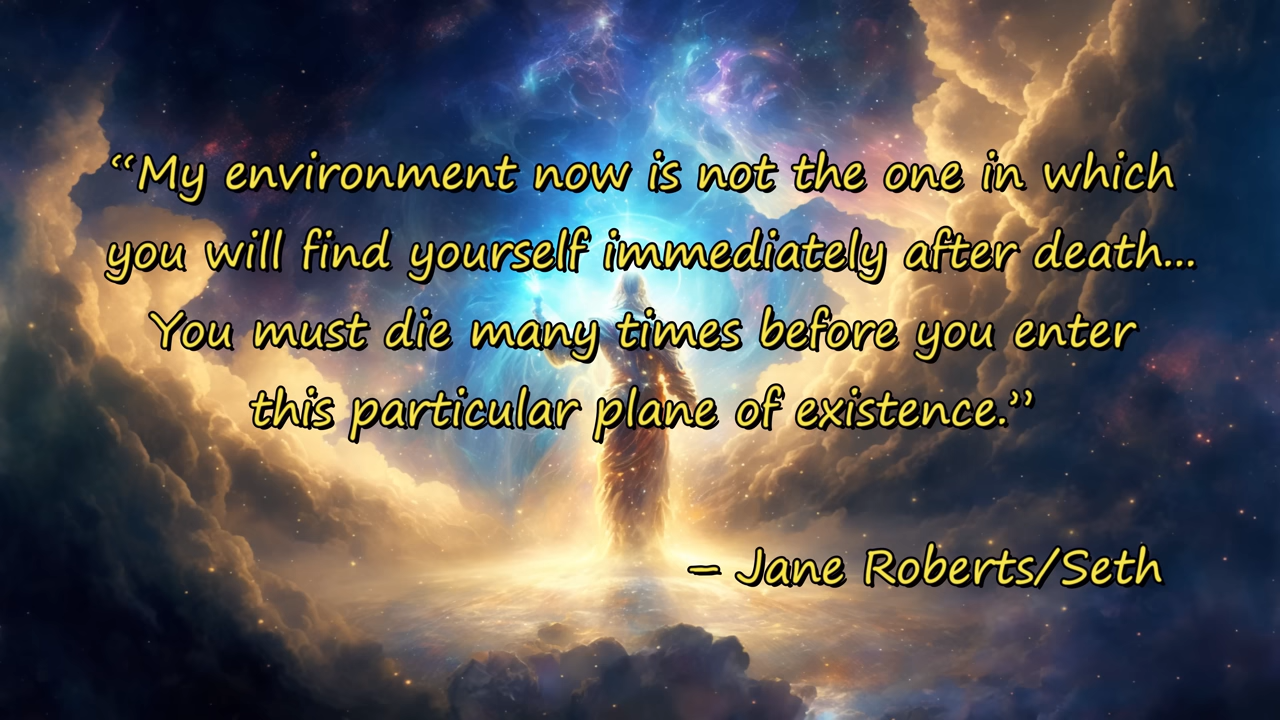 “My environment now is not the one in which
you will find yourself immediately after death...
You must die many times before you enter
this particular plane of existence.”
– Jane Roberts/Seth